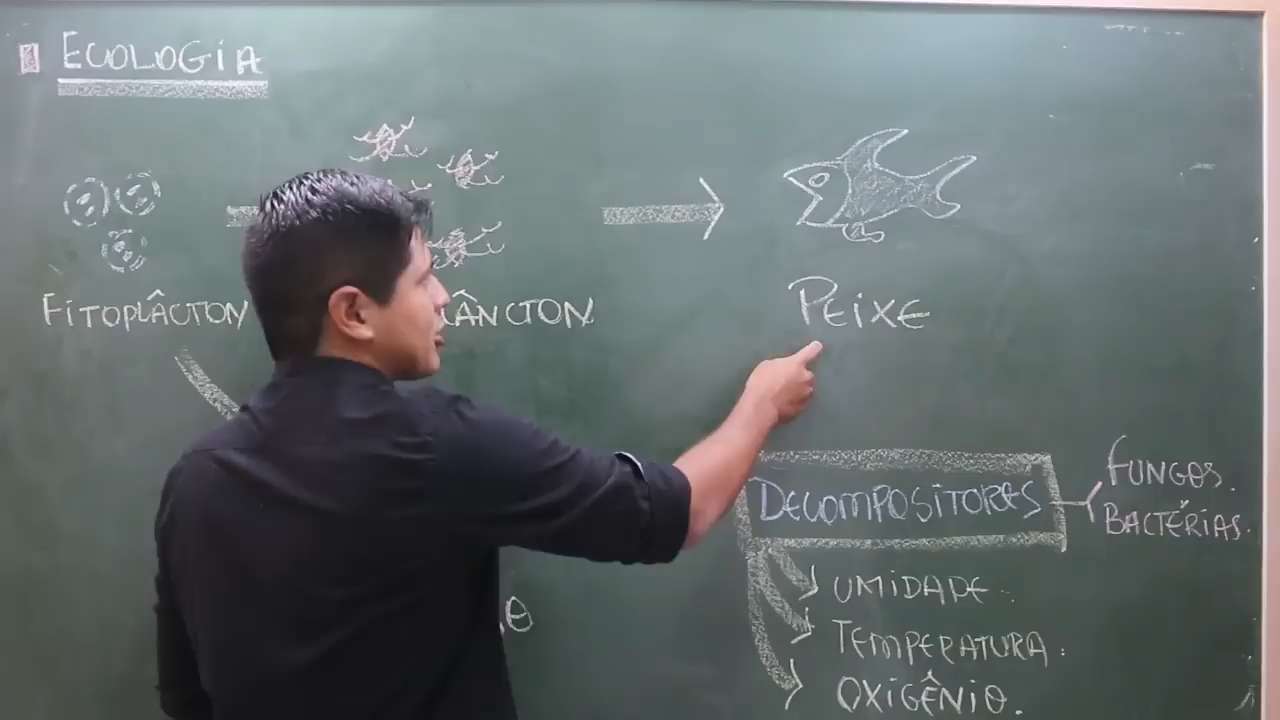 ECOLOGIA
FITOPLÂCTON
PEIXE
DECOMPOSITORES
FUNGOS.
BACTÉRIAS.
UMIDADE.
TEMPERATURA.
OXIGÊNIO.